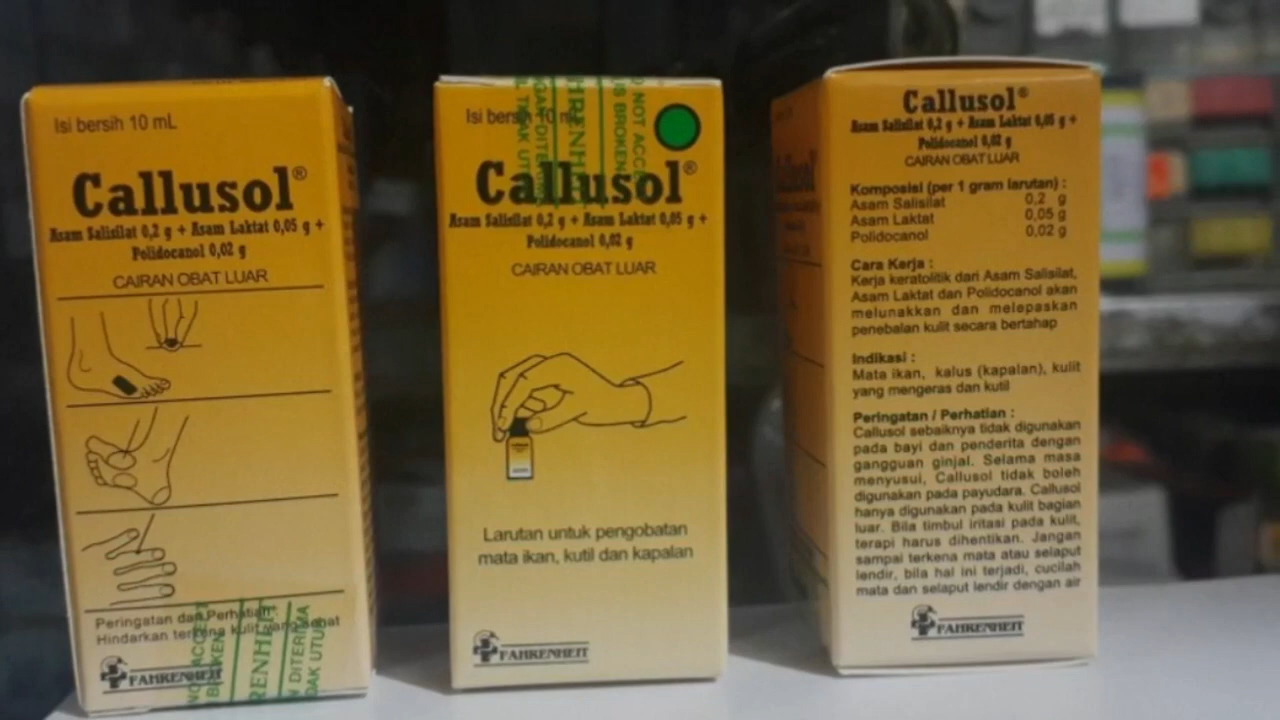 Isi bersih 10 mL
Callusol®
Asam Salisilat 0,2 g + Asam Laktat 0,05 g +
Polidocanol 0,02 g
CAIRAN OBAT LUAR
Peringatan dan Perhatian
Hindarkan terkena kulit yang sehat
FAHRENHEIT
Isi bersih 10 mL
Callusol®
Asam Salisilat 0,2 g + Asam Laktat 0,05 g +
Polidocanol 0,02 g
CAIRAN OBAT LUAR
Callusol
Larutan untuk pengobatan
mata ikan, kutil dan kapalan
FAHRENHEIT
Callusol®
Asam Salisilat 0,2 g + Asam Laktat 0,05 g +
Polidocanol 0,02 g
CAIRAN OBAT LUAR
Komposisi (per 1 gram larutan) :
Asam Salisilat 0,2 g
Asam Laktat 0,05 g
Polidocanol 0,02 g
Cara Kerja :
Kerja keratolitik dari Asam Salisilat,
Asam Laktat dan Polidocanol akan
melunakkan dan melepaskan
penebalan kulit secara bertahap
Indikasi :
Mata ikan, kalus (kapalan), kulit
yang mengeras dan kutil
Peringatan / Perhatian :
Callusol sebaiknya tidak digunakan
pada bayi dan penderita dengan
gangguan ginjal. Selama masa
menyusui, Callusol tidak boleh
digunakan pada payudara. Callusol
hanya digunakan pada kulit bagian
luar. Bila timbul iritasi pada kulit,
terapi harus dihentikan. Jangan
sampai terkena mata atau selaput
lendir, bila hal ini terjadi, cucilah
mata dan selaput lendir dengan air
FAHRENHEIT